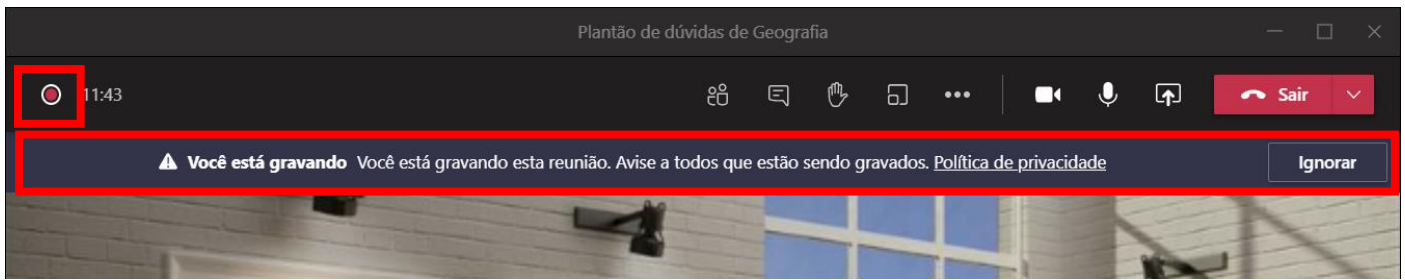 Plantão de dúvidas de Geografia
11:43
Sair
Você está gravando Você está gravando esta reunião. Avise a todos que estão sendo gravados. Política de privacidade
Ignorar